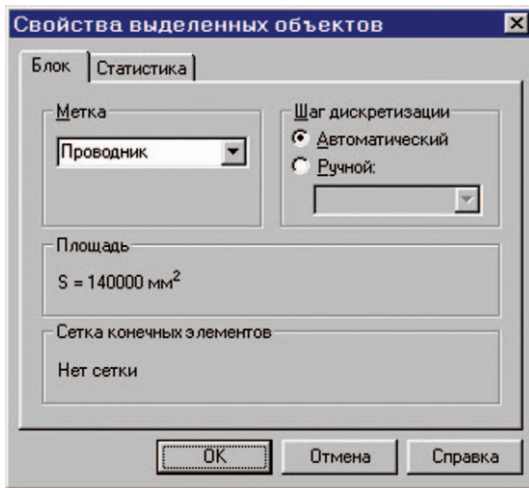 Свойства выделенных объектов
Блок
Статистика
Метка
Проводник
Шаг дискретизации
Автоматический
Ручной:
Площадь
S = 140000 мм²
Сетка конечных элементов
Нет сетки
OK
Отмена
Справка